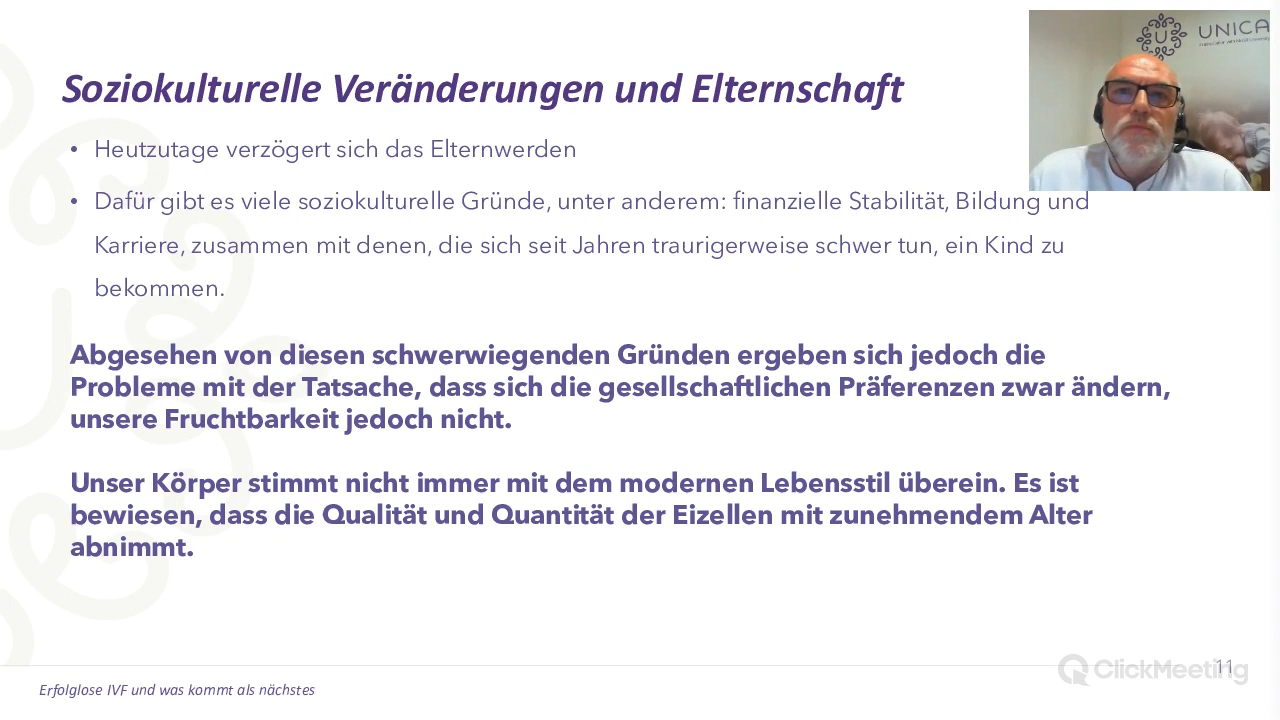 UNICA
Soziokulturelle Veränderungen und Elternschaft
• Heutzutage verzögert sich das Elternwerden
• Dafür gibt es viele soziokulturelle Gründe, unter anderem: finanzielle Stabilität, Bildung und
Karriere, zusammen mit denen, die sich seit Jahren traurigerweise schwer tun, ein Kind zu
bekommen.
Abgesehen von diesen schwerwiegenden Gründen ergeben sich jedoch die
Probleme mit der Tatsache, dass sich die gesellschaftlichen Präferenzen zwar ändern,
unsere Fruchtbarkeit jedoch nicht.
Unser Körper stimmt nicht immer mit dem modernen Lebensstil überein. Es ist
bewiesen, dass die Qualität und Quantität der Eizellen mit zunehmendem Alter
abnimmt.
11
ClickMeeting
Erfolglose IVF und was kommt als nächstes